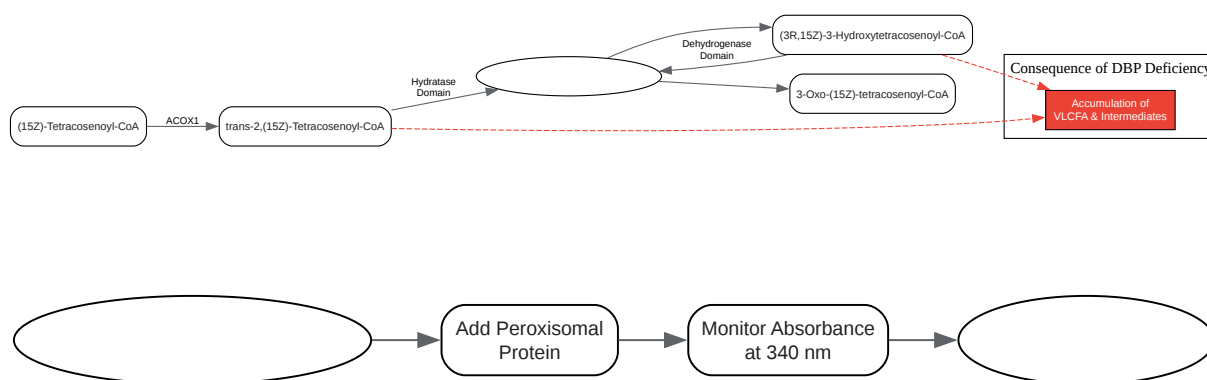 (3R,15Z)-3-Hydroxytetracosenoyl-CoA
Dehydrogenase
Domain
Consequence of DBP Deficiency
Hydratase
Domain
3-Oxo-(15Z)-tetracosenoyl-CoA
Accumulation of
VLCFA & Intermediates
(15Z)-Tetracosenoyl-CoA
ACOX1
trans-2,(15Z)-Tetracosenoyl-CoA
Add Peroxisomal
Protein
Monitor Absorbance
at 340 nm